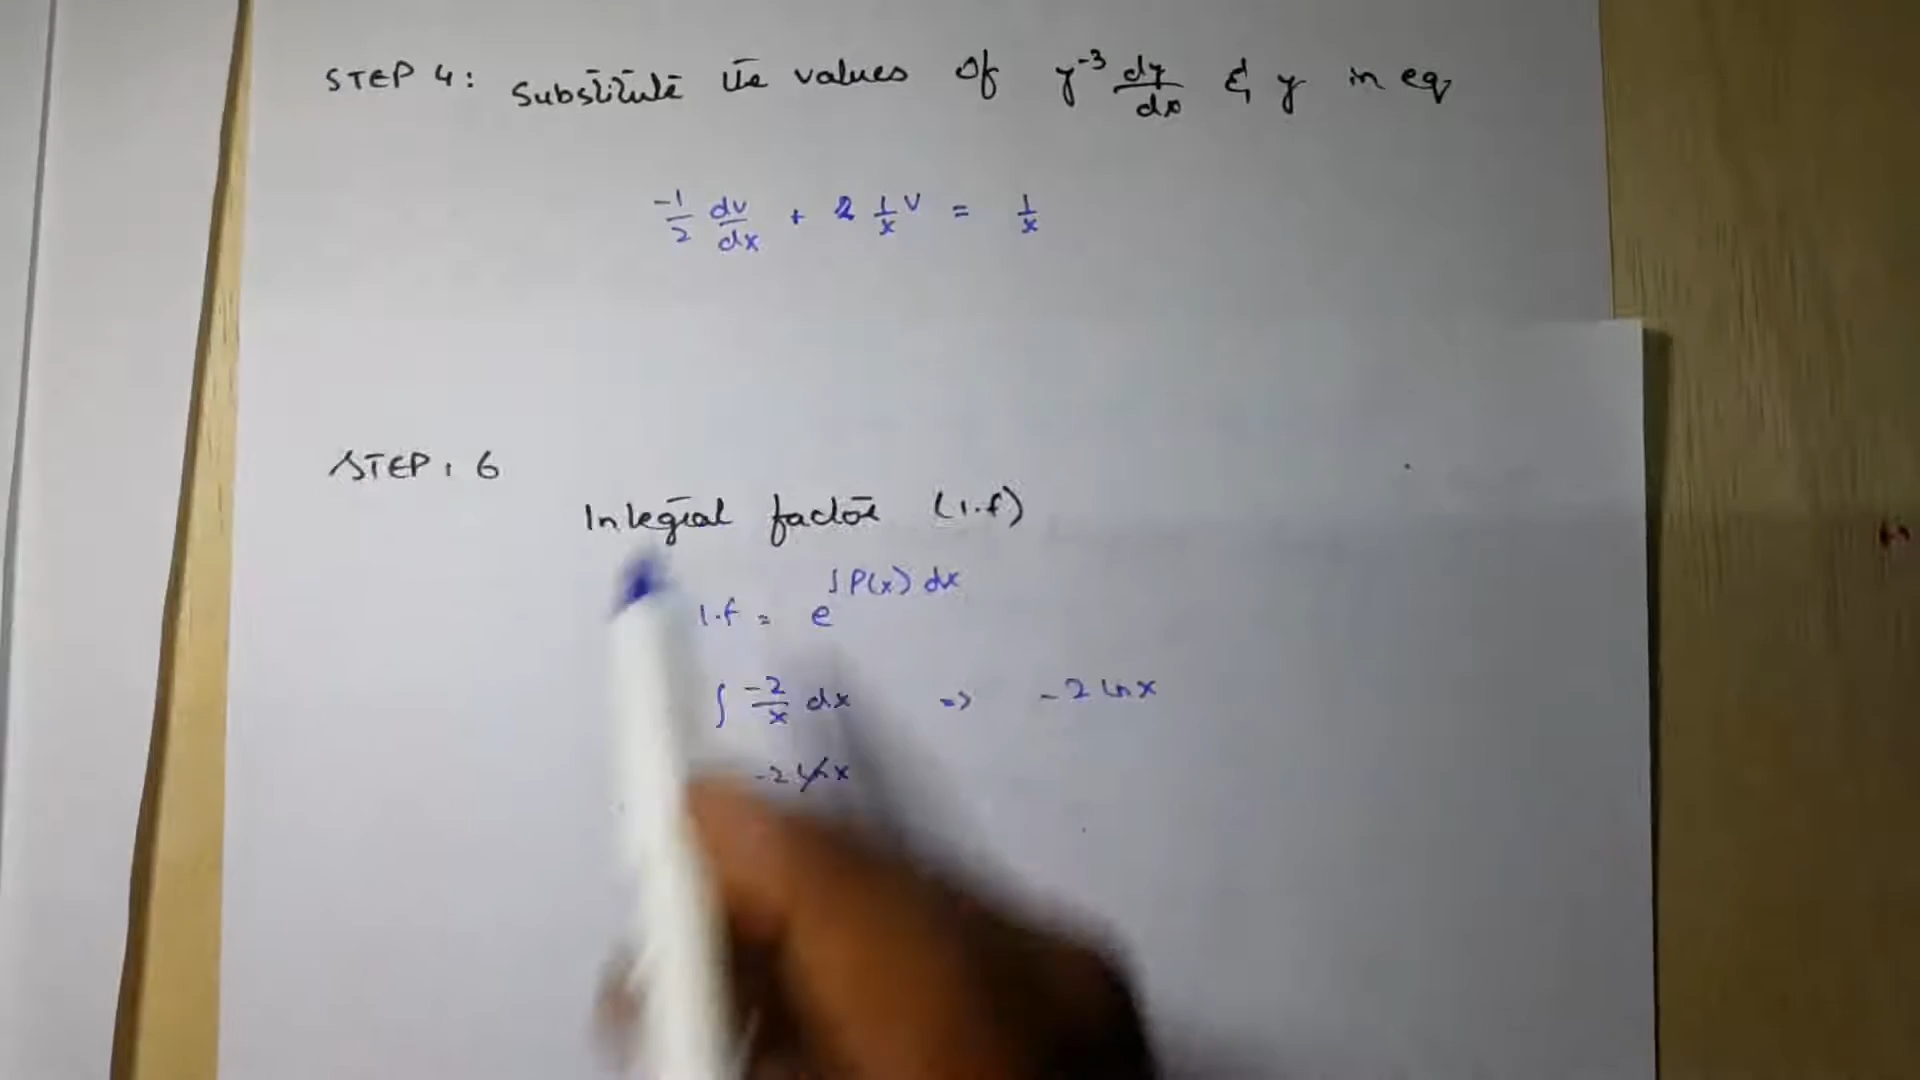 STEP 4: Substitute the values of y⁻³ dy/dx & y in eq
-1/2 dv/dx + 2 1/x v = 1/x
STEP: 6
Integral factor (I.f)
I.f = e^∫P(x) dx
∫ -2/x dx => -2 ln x
-2 ln x